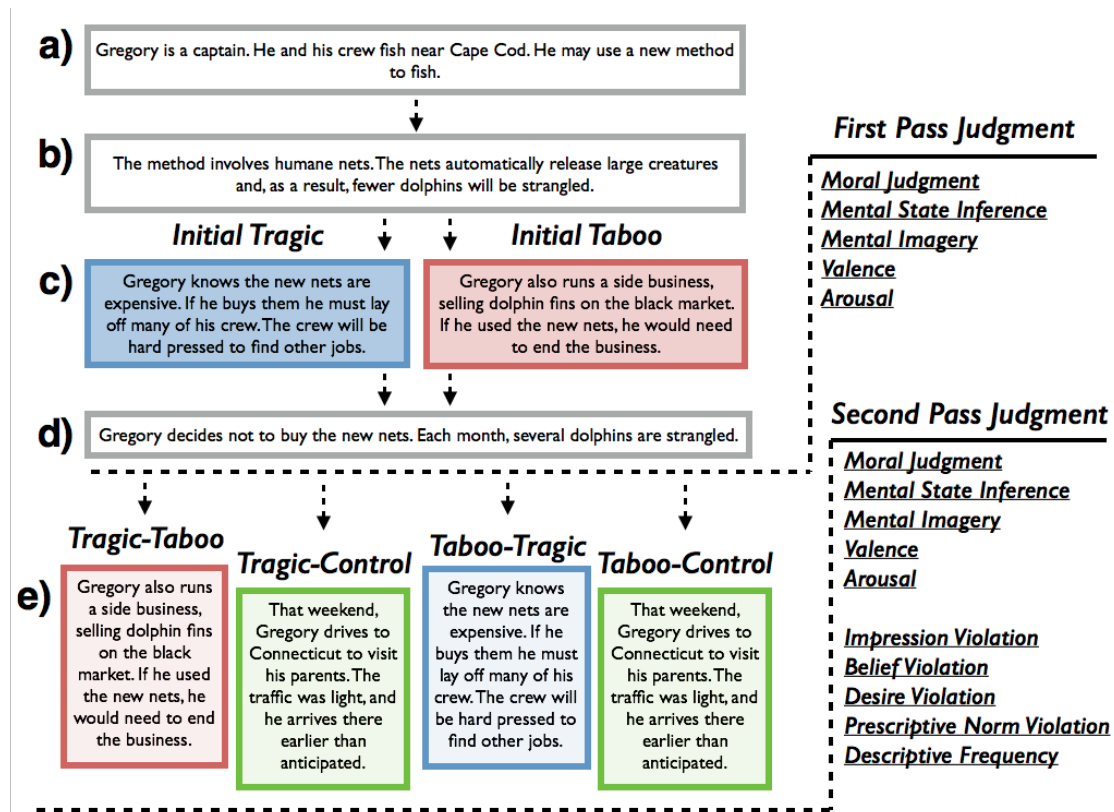 a)
Gregory is a captain. He and his crew fish near Cape Cod. He may use a new method
to fish.
b)
The method involves humane nets. The nets automatically release large creatures
and, as a result, fewer dolphins will be strangled.
Initial Tragic
Initial Taboo
c)
Gregory knows the new nets are
expensive. If he buys them he must lay
off many of his crew. The crew will be
hard pressed to find other jobs.
Gregory also runs a side business,
selling dolphin fins on the black market.
If he used the new nets, he would need
to end the business.
d)
Gregory decides not to buy the new nets. Each month, several dolphins are strangled.
First Pass Judgment
Moral Judgment
Mental State Inference
Mental Imagery
Valence
Arousal
e)
Tragic-Taboo
Gregory also runs
a side business,
selling dolphin fins
on the black
market. If he used
the new nets, he
would need to end
the business.
Tragic-Control
That weekend,
Gregory drives to
Connecticut to visit
his parents. The
traffic was light, and
he arrives there
earlier than
anticipated.
Taboo-Tragic
Gregory knows
the new nets are
expensive. If he
buys them he must
lay off many of his
crew. The crew will
be hard pressed to
find other jobs.
Taboo-Control
That weekend,
Gregory drives to
Connecticut to visit
his parents. The
traffic was light, and
he arrives there
earlier than
anticipated.
Second Pass Judgment
Moral Judgment
Mental State Inference
Mental Imagery
Valence
Arousal
Impression Violation
Belief Violation
Desire Violation
Prescriptive Norm Violation
Descriptive Frequency